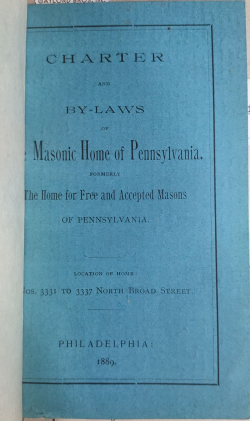 CHARTER
AND
BY-LAWS
OF
Masonic Home of Pennsylvania,
FORMERLY
The Home for Free and Accepted Masons
OF PENNSYLVANIA.
LOCATION OF HOME:
Nos. 3331 TO 3337 NORTH BROAD STREET.
PHILADELPHIA:
1889.